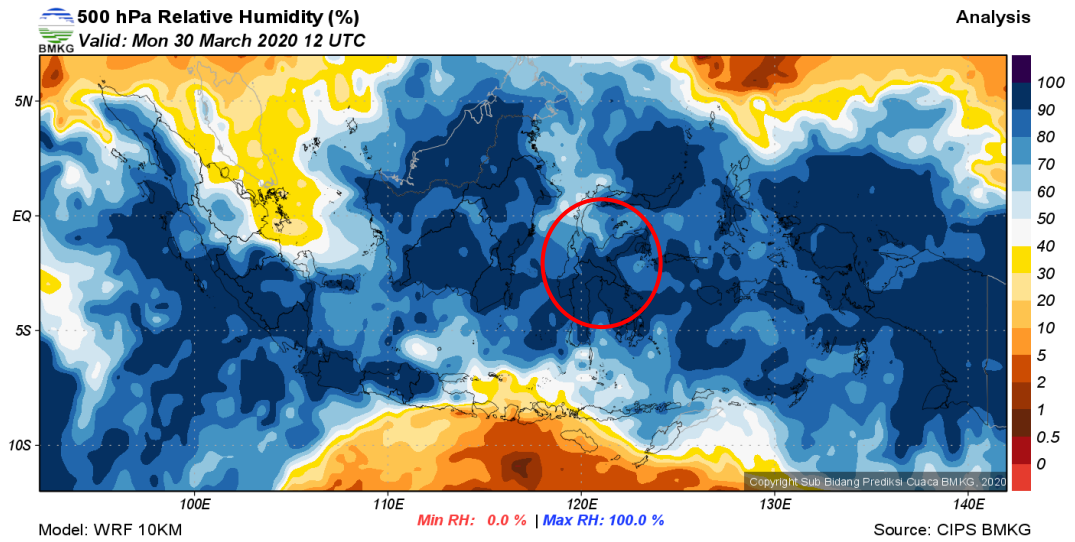 500 hPa Relative Humidity (%)
Analysis
BMKG
Valid: Mon 30 March 2020 12 UTC
5N
EQ
5S
10S
100
90
80
70
60
50
40
30
20
10
5
2
1
0.5
0
Copyright Sub Bidang Prediksi Cuaca BMKG, 2020
100E
110E
120E
130E
140E
Model: WRF 10KM
Min RH: 0.0 % | Max RH: 100.0 %
Source: CIPS BMKG